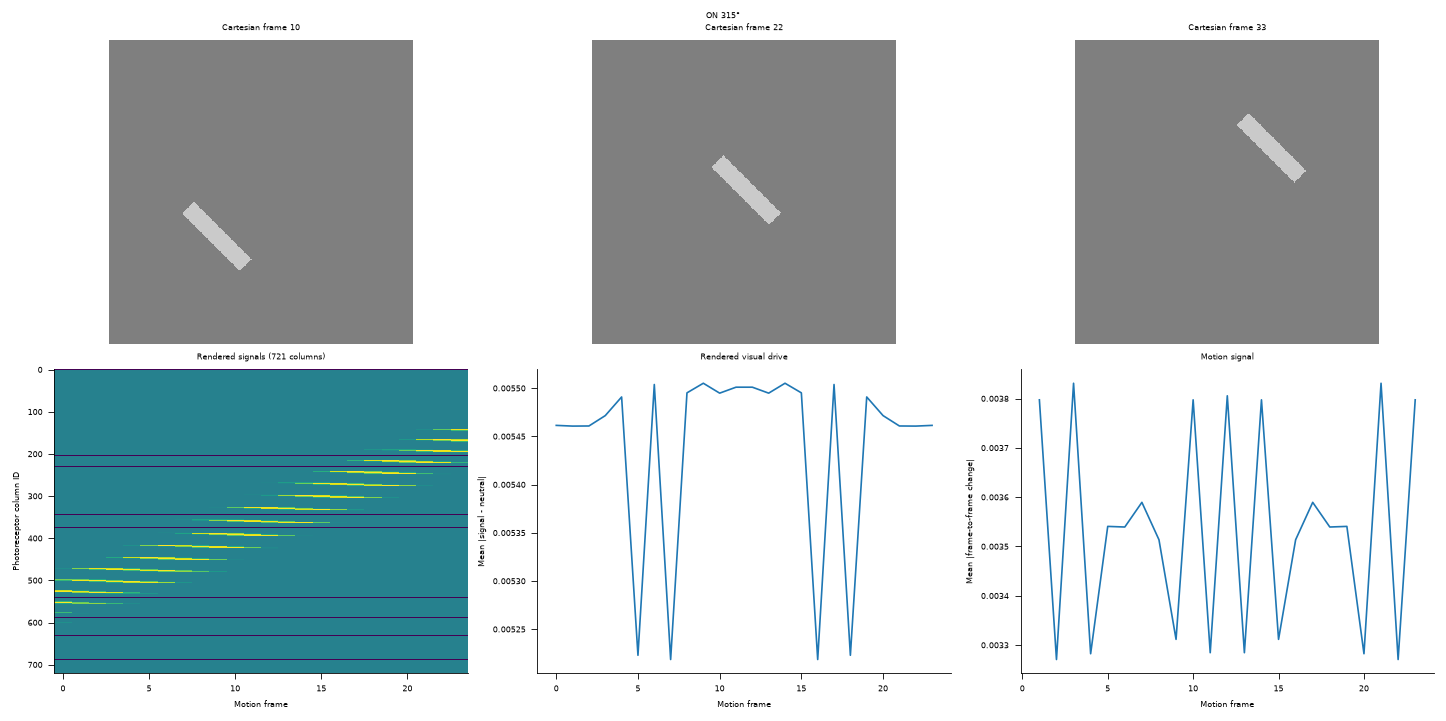 ON 315°
Cartesian frame 10
Cartesian frame 22
Cartesian frame 33
Rendered signals (721 columns)
Rendered visual drive
Motion signal
Photoreceptor column ID
0
100
200
300
400
500
600
700
0
5
10
15
20
Motion frame
Mean |signal - neutral|
0.00550
0.00545
0.00540
0.00535
0.00530
0.00525
0
5
10
15
20
Motion frame
Mean |frame-to-frame change|
0.0038
0.0037
0.0036
0.0035
0.0034
0.0033
0
5
10
15
20
Motion frame